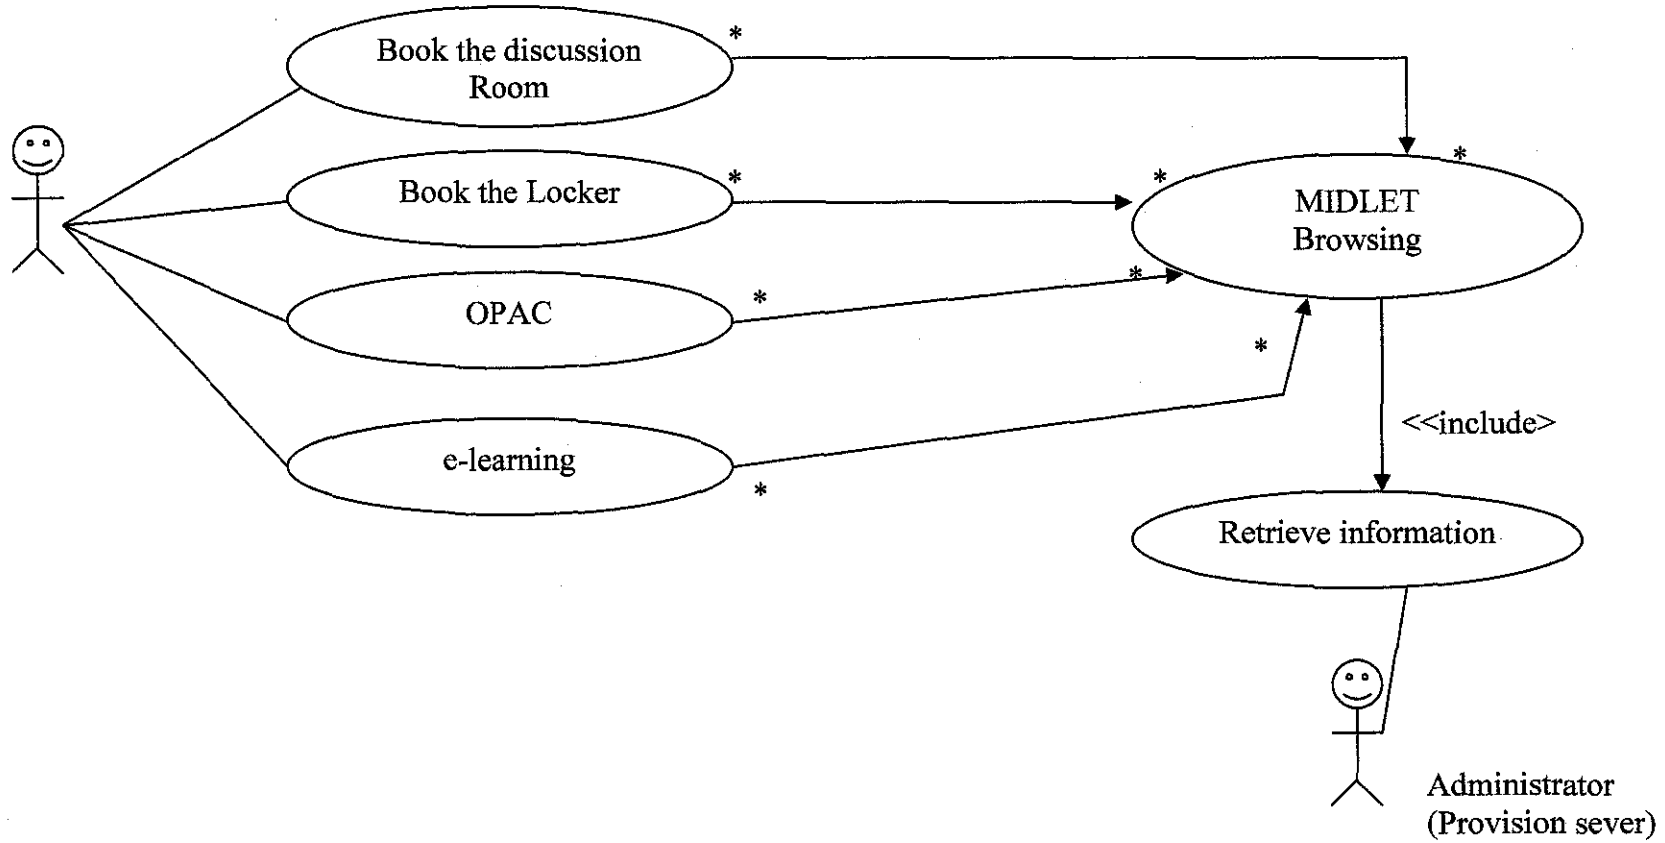 Book the discussion
Room
*
*
Book the Locker
*
*
MIDLET
Browsing
OPAC
*
*
*
<<include>
e-learning
*
Retrieve information
Administrator
(Provision sever)